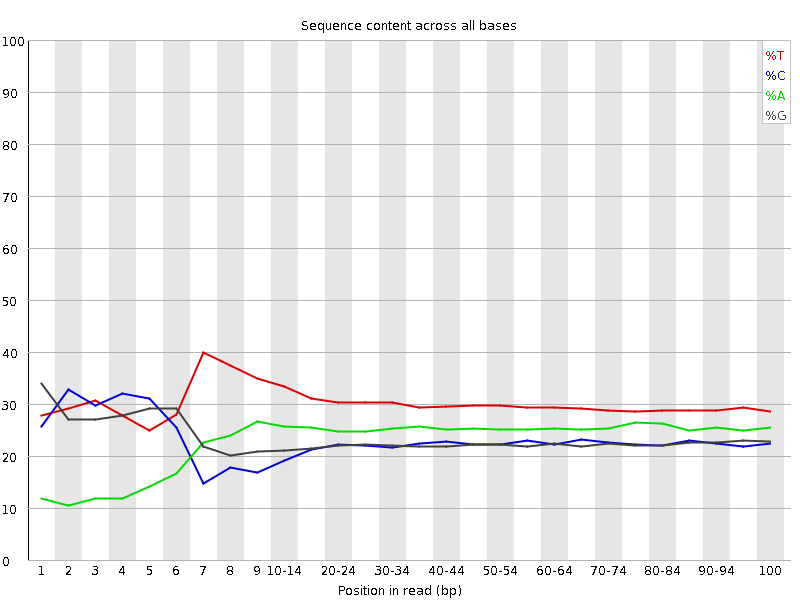 Sequence content across all bases
%T
%C
%A
%G
100
90
80
70
60
50
40
30
20
10
0
1 2 3 4 5 6 7 8 9 10-14 20-24 30-34 40-44 50-54 60-64 70-74 80-84 90-94 100
Position in read (bp)